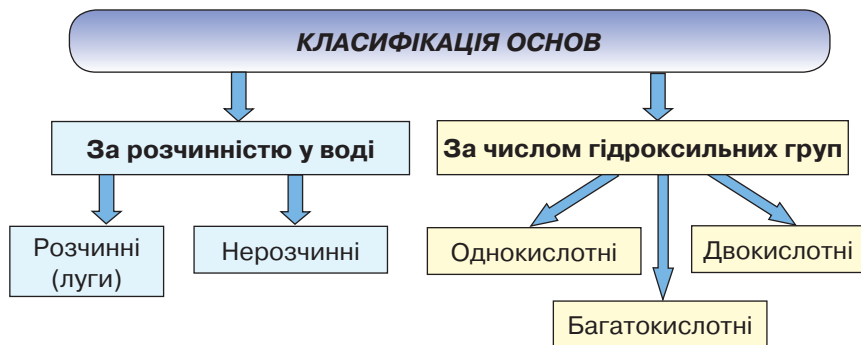 КЛАСИФІКАЦІЯ ОСНОВ
За розчинністю у воді
За числом гідроксильних груп
Розчинні
(луги)
Нерозчинні
Однокислотні
Двокислотні
Багатокислотні